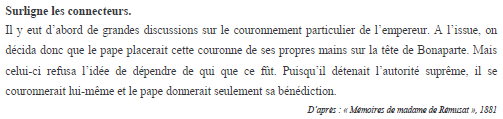 Surligne les connecteurs.
Il y eut d'abord de grandes discussions sur le couronnement particulier de l'empereur. A l'issue, on
décida donc que le pape placerait cette couronne de ses propres mains sur la tête de Bonaparte. Mais
celui-ci refusa l'idée de dépendre de qui que ce fût. Puisqu'il détenait l'autorité suprême, il se
couronnerait lui-même et le pape donnerait seulement sa bénédiction.
D'après : « Mémoires de madame de Rémusat », 1881